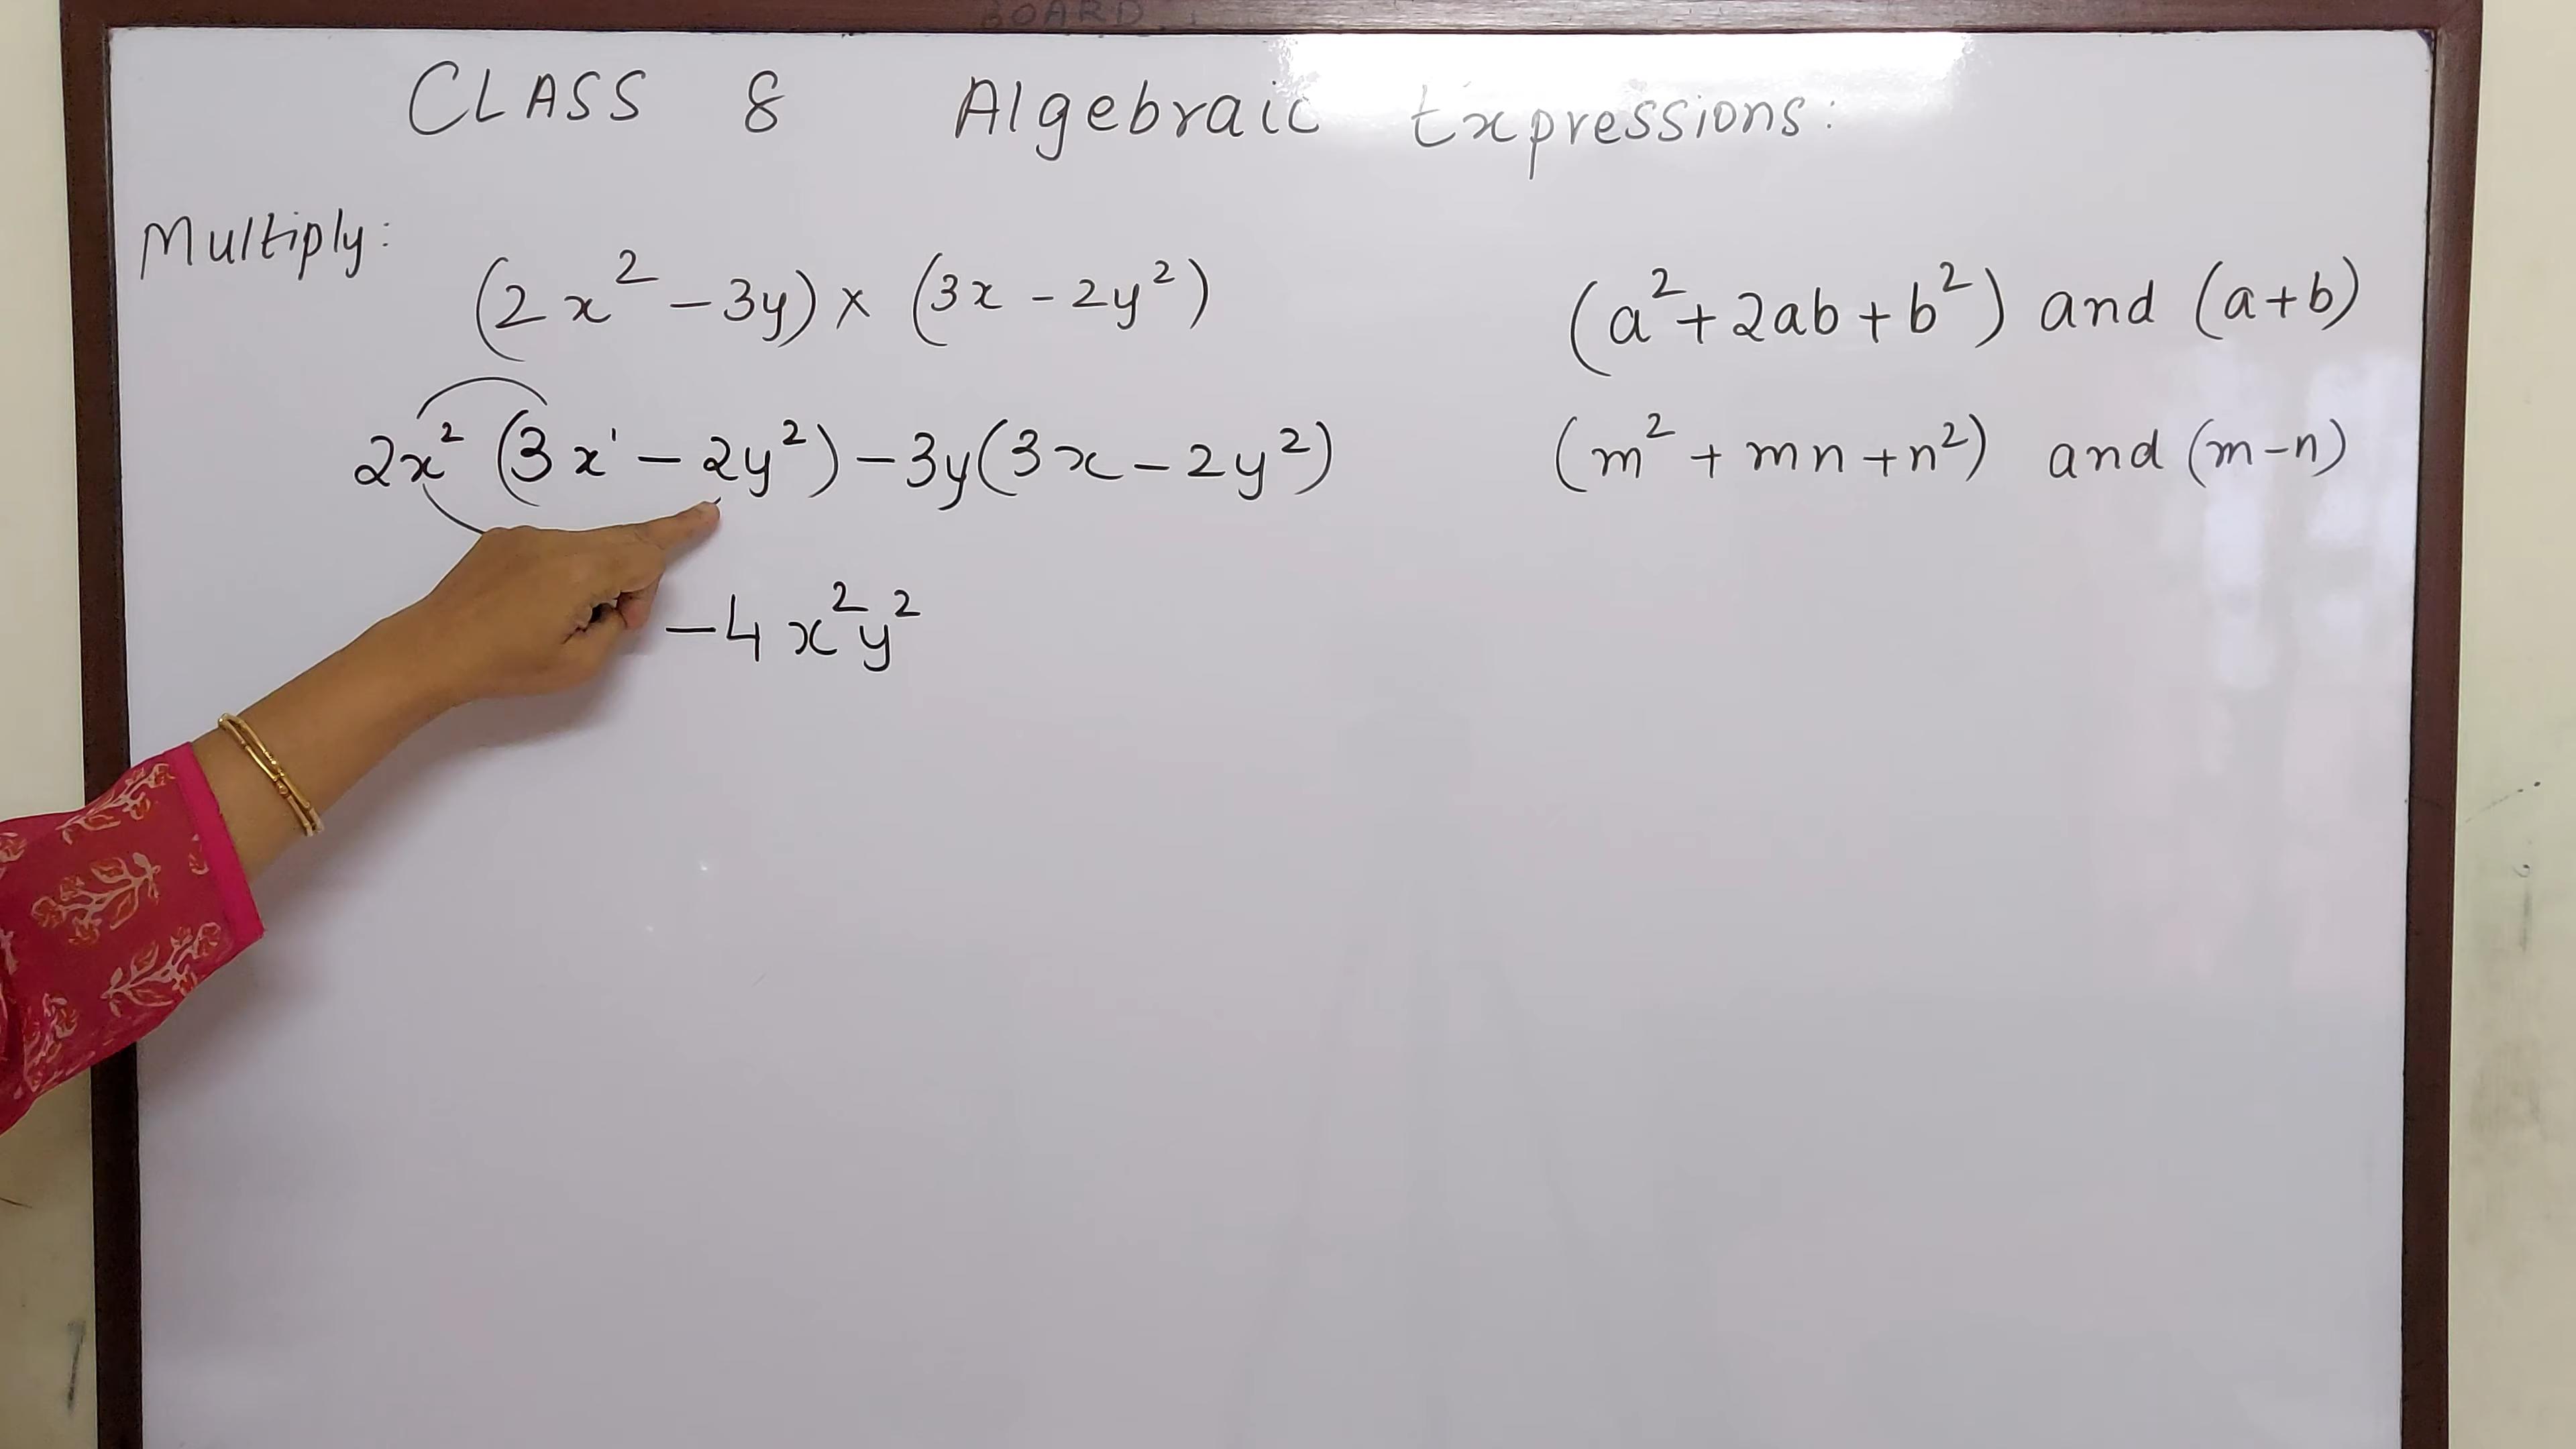 BOARD
CLASS 8 Algebraic Expressions:
Multiply:
(2x² - 3y) × (3x - 2y²)
(a² + 2ab + b²) and (a+b)
2x² (3x¹ - 2y²) - 3y(3x - 2y²)
(m² + mn + n²) and (m-n)
-4x²y²